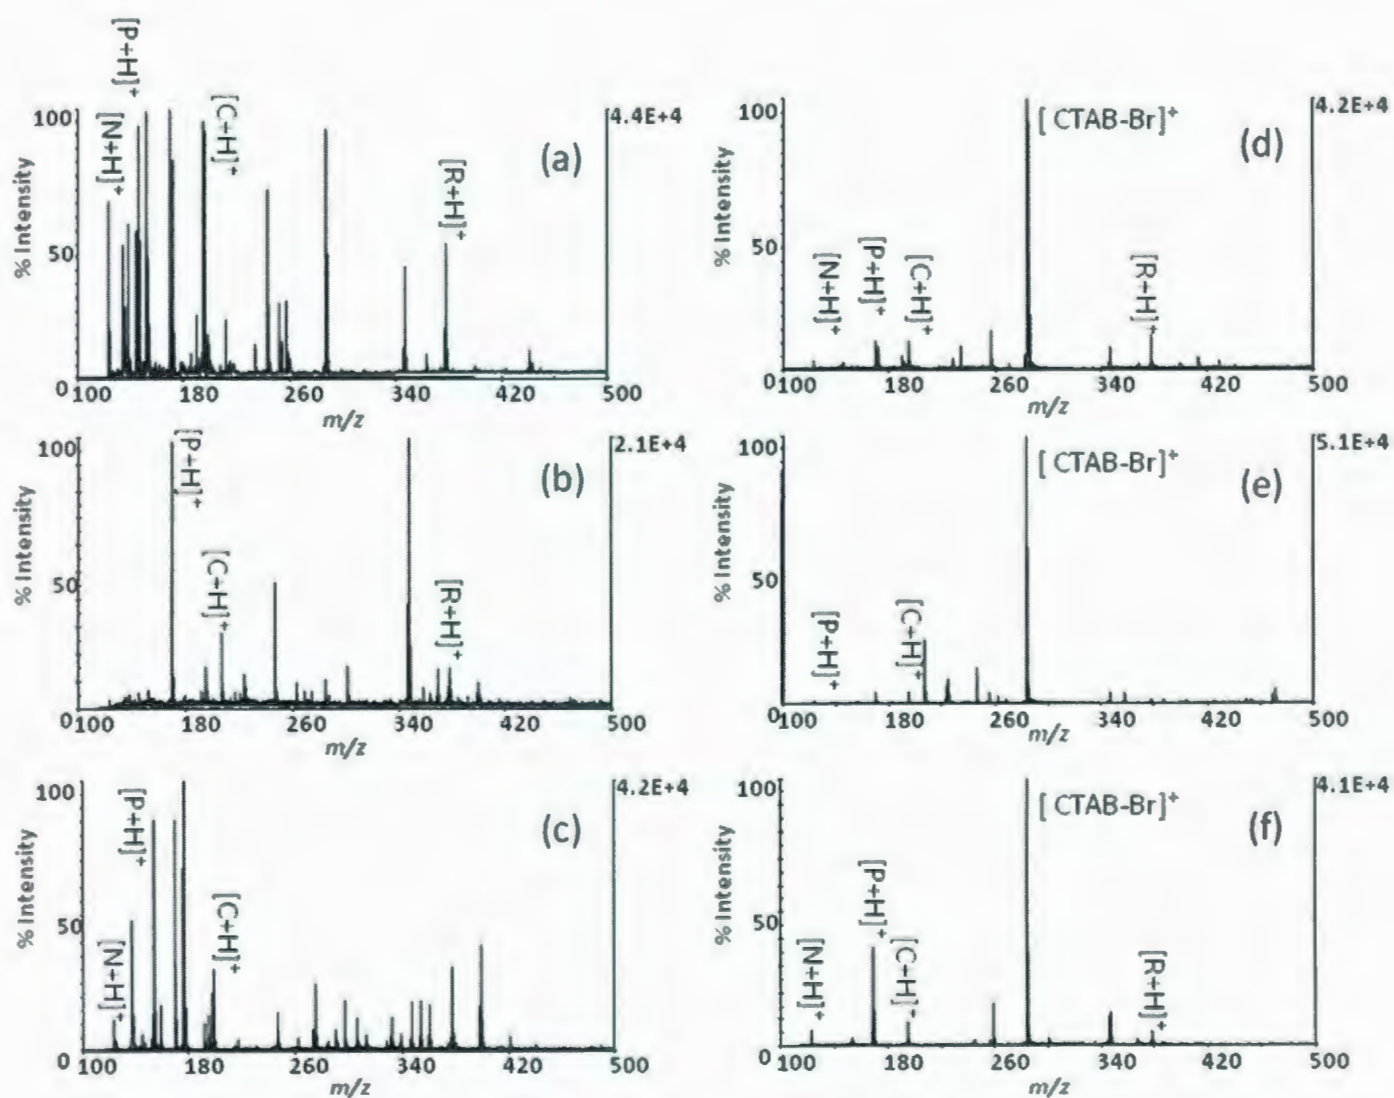 [N+H]⁺
[P+H]⁺
[C+H]⁺
[R+H]⁺
(a)
4.4E+4
100
50
0
% Intensity
100 180 260 340 420 500
m/z
[CTAB-Br]⁺
(d)
4.2E+4
100
50
0
% Intensity
[N+H]⁺
[P+H]⁺
[C+H]⁺
[R+H]⁺
100 180 260 340 420 500
m/z
[P+H]⁺
[C+H]⁺
[R+H]⁺
(b)
2.1E+4
100
50
0
% Intensity
100 180 260 340 420 500
m/z
[CTAB-Br]⁺
(e)
5.1E+4
100
50
0
% Intensity
[P+H]⁺
[C+H]⁺
100 180 260 340 420 500
m/z
[N+H]⁺
[P+H]⁺
[C+H]⁺
(c)
4.2E+4
100
50
0
% Intensity
100 180 260 340 420 500
m/z
[CTAB-Br]⁺
(f)
4.1E+4
100
50
0
% Intensity
[N+H]⁺
[P+H]⁺
[C+H]⁺
[R+H]⁺
100 180 260 340 420 500
m/z